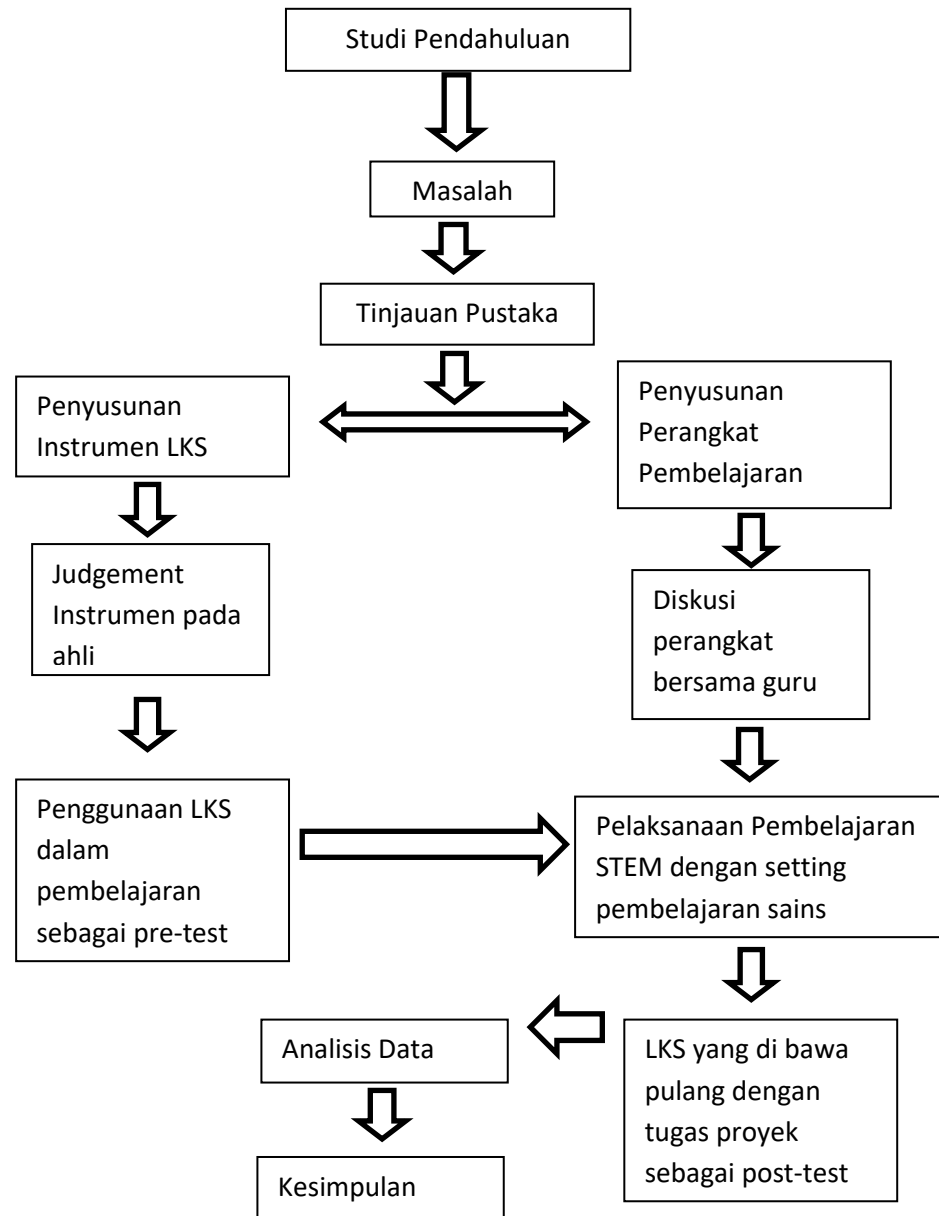 Studi Pendahuluan
Masalah
Tinjauan Pustaka
Penyusunan
Instrumen LKS
Penyusunan
Perangkat
Pembelajaran
Judgement
Instrumen pada
ahli
Diskusi
perangkat
bersama guru
Penggunaan LKS
dalam
pembelajaran
sebagai pre-test
Pelaksanaan Pembelajaran
STEM dengan setting
pembelajaran sains
Analisis Data
LKS yang di bawa
pulang dengan
tugas proyek
sebagai post-test
Kesimpulan